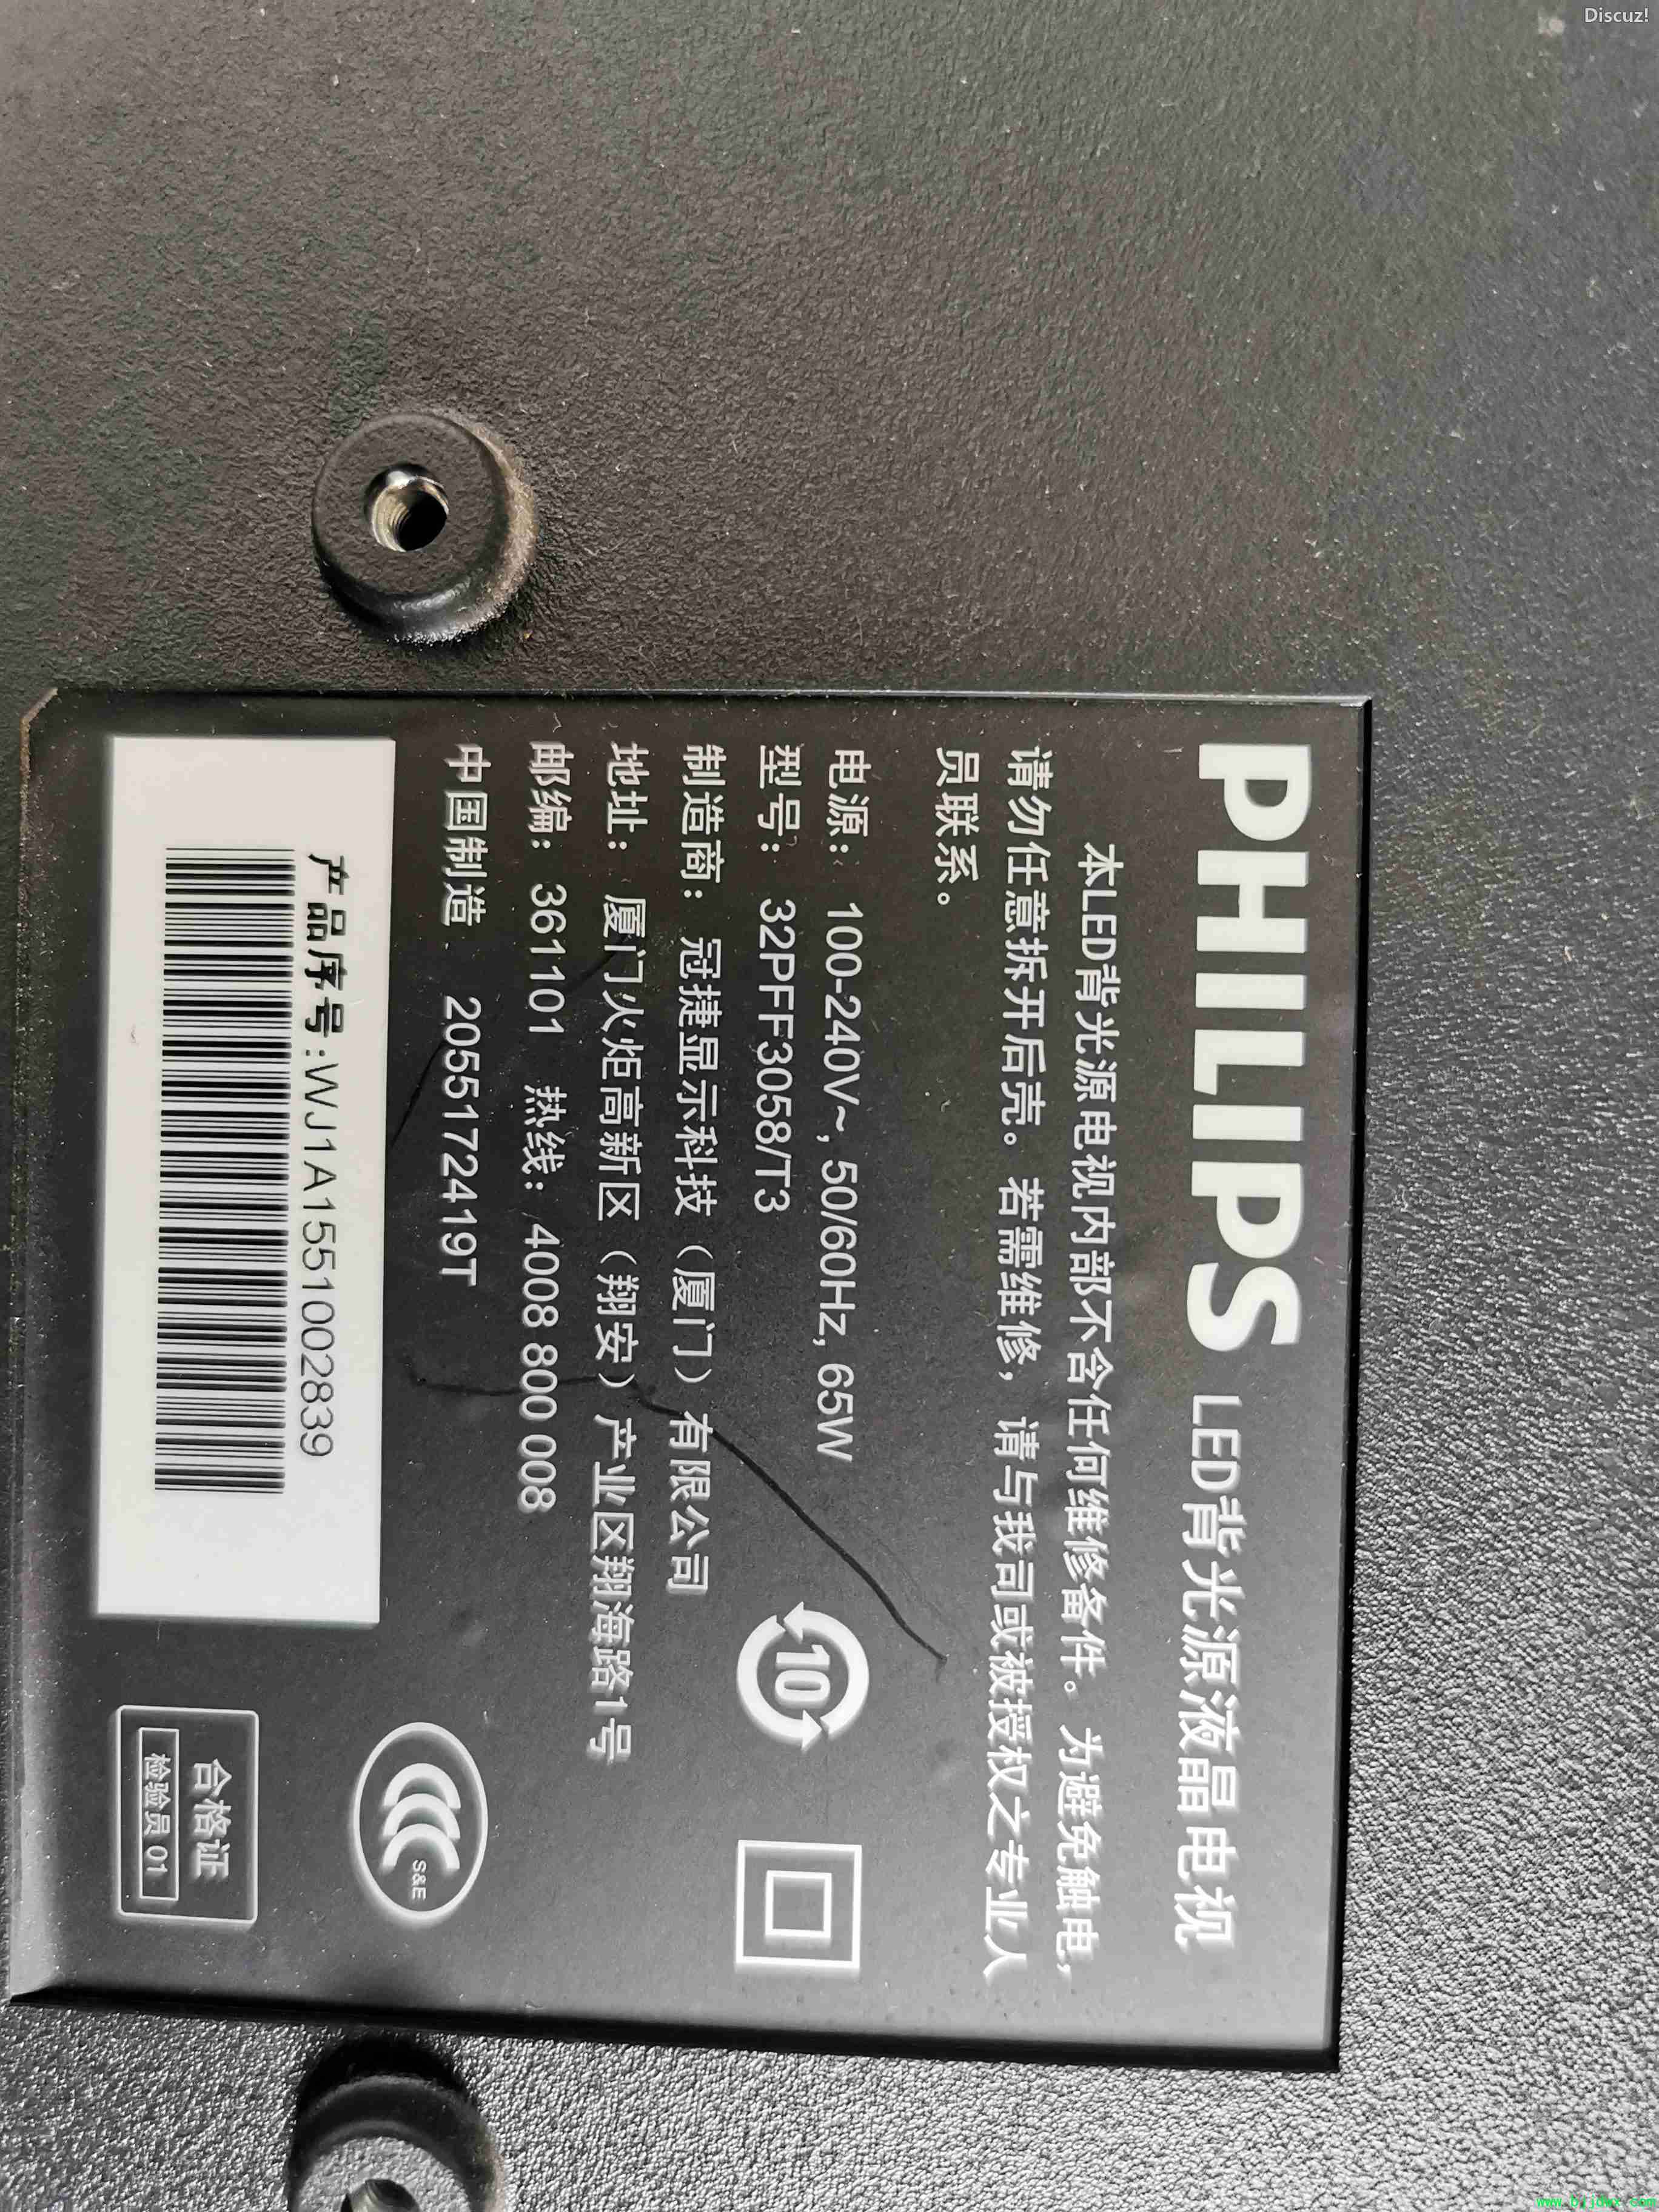 Discuz!
PHILIPS LED背光源液晶电视
本LED背光源电视内部不含任何维修备件。为避免触电,
请勿任意拆开后壳。若需维修,请与我司或被授权之专业人
员联系。
电源: 100-240V~, 50/60Hz, 65W
型号: 32PFF3058/T3
制造商: 冠捷显示科技（厦门）有限公司
地址: 厦门火炬高新区（翔安）产业区翔海路1号
邮编: 361101 热线: 4008 800 008
中国制造 2055172419T
10
S&E
产品序号:WJ1A1551002839
合格证
检验员 01
www.bjjdwx.com